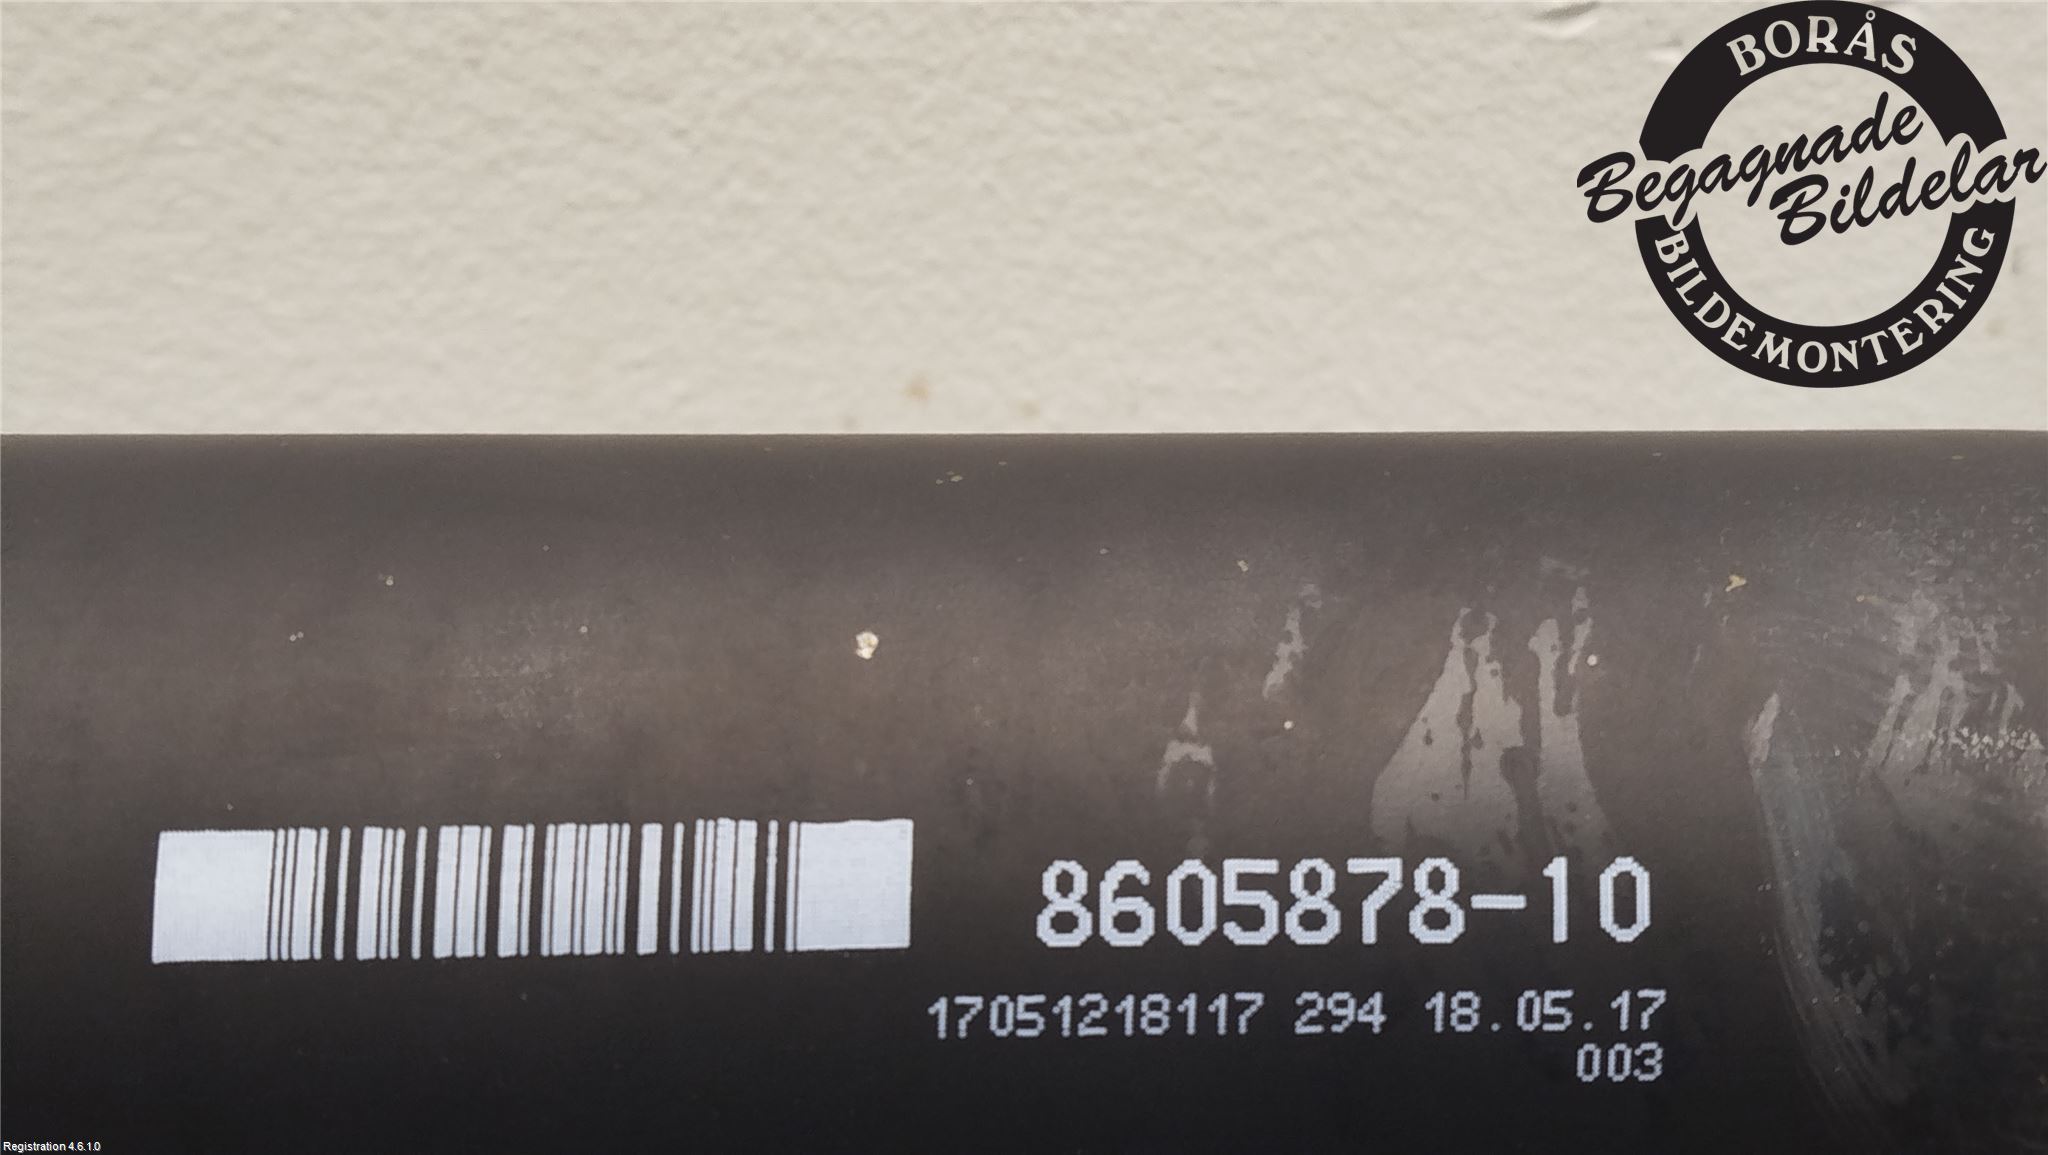 BORÅS
Begagnade
Bildelar
BILDEMONTERING
8605878-10
17051218117 294 18.05.17
003
Registration 4.6.1.0